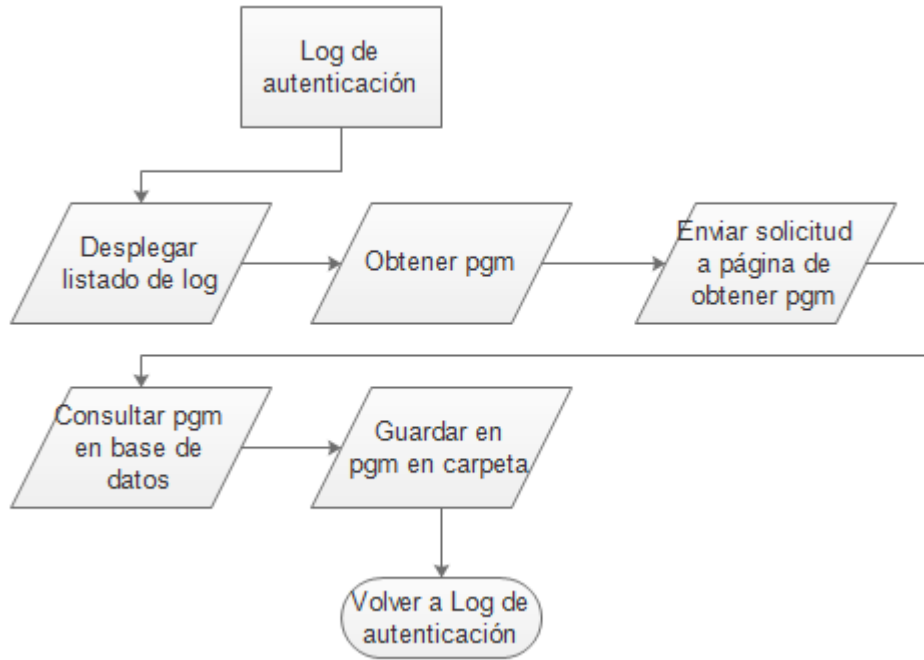 Log de
autenticación
Desplegar
listado de log
Obtener pgm
Enviar solicitud
a página de
obtener pgm
Consultar pgm
en base de
datos
Guardar en
pgm en carpeta
Volver a Log de
autenticación